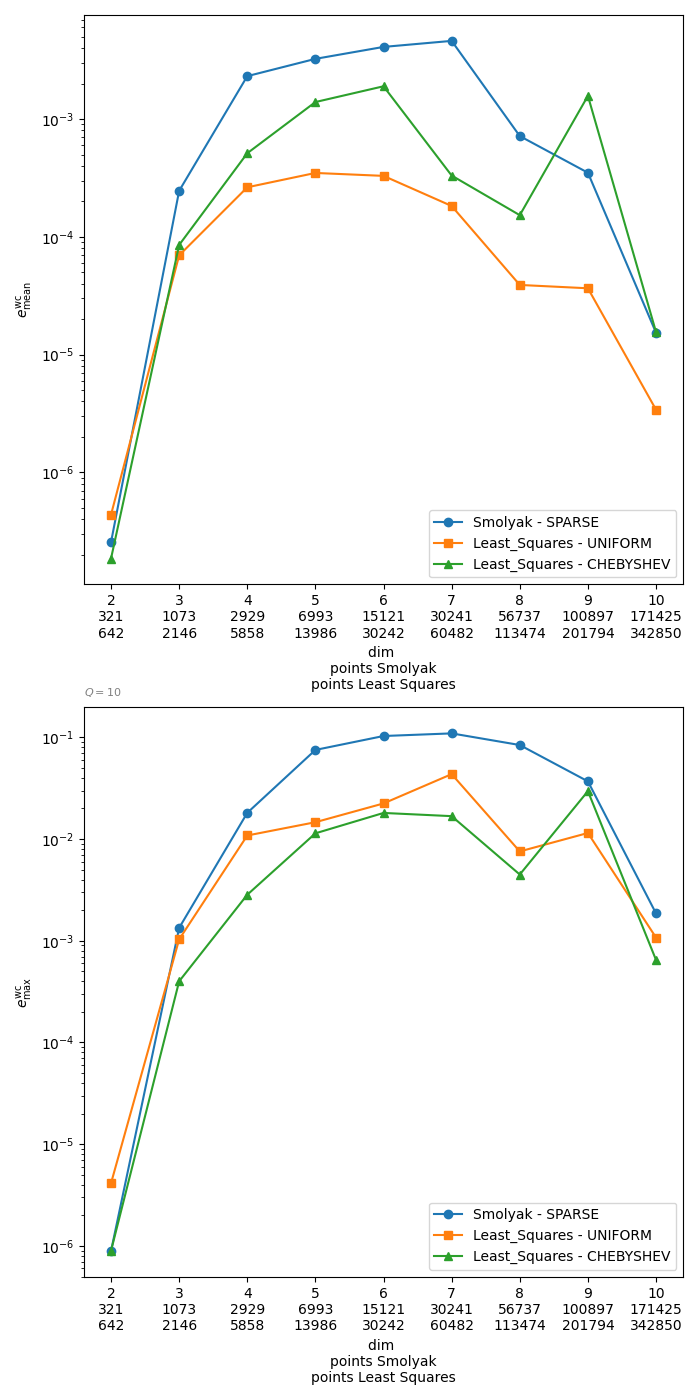 10⁻³
10⁻⁴
10⁻⁵
10⁻⁶
e^wc_mean
Smolyak - SPARSE
Least_Squares - UNIFORM
Least_Squares - CHEBYSHEV
2 3 4 5 6 7 8 9 10
321 1073 2929 6993 15121 30241 56737 100897 171425
642 2146 5858 13986 30242 60482 113474 201794 342850
dim
points Smolyak
points Least Squares
Q = 10
10⁻¹
10⁻²
10⁻³
10⁻⁴
10⁻⁵
10⁻⁶
e^wc_max
Smolyak - SPARSE
Least_Squares - UNIFORM
Least_Squares - CHEBYSHEV
2 3 4 5 6 7 8 9 10
321 1073 2929 6993 15121 30241 56737 100897 171425
642 2146 5858 13986 30242 60482 113474 201794 342850
dim
points Smolyak
points Least Squares